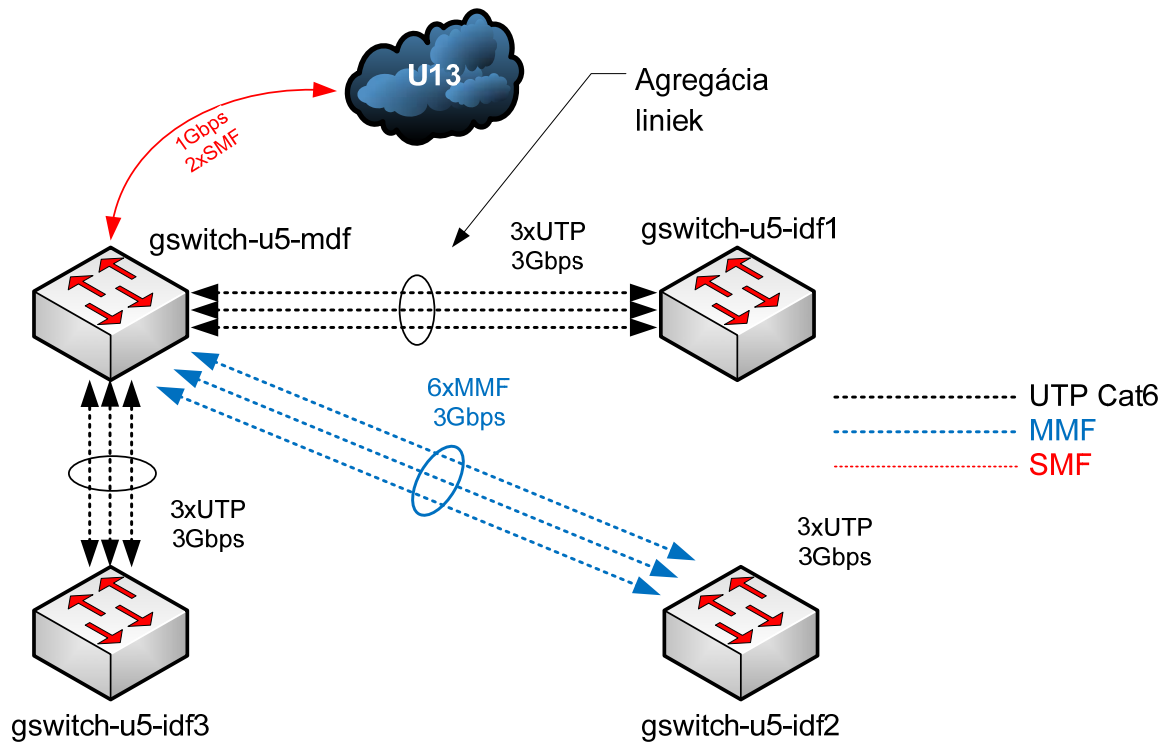 U13
Agregácia
liniek
1Gbps
2xSMF
gswitch-u5-mdf
3xUTP
3Gbps
gswitch-u5-idf1
6xMMF
3Gbps
UTP Cat6
MMF
SMF
3xUTP
3Gbps
3xUTP
3Gbps
gswitch-u5-idf3
gswitch-u5-idf2